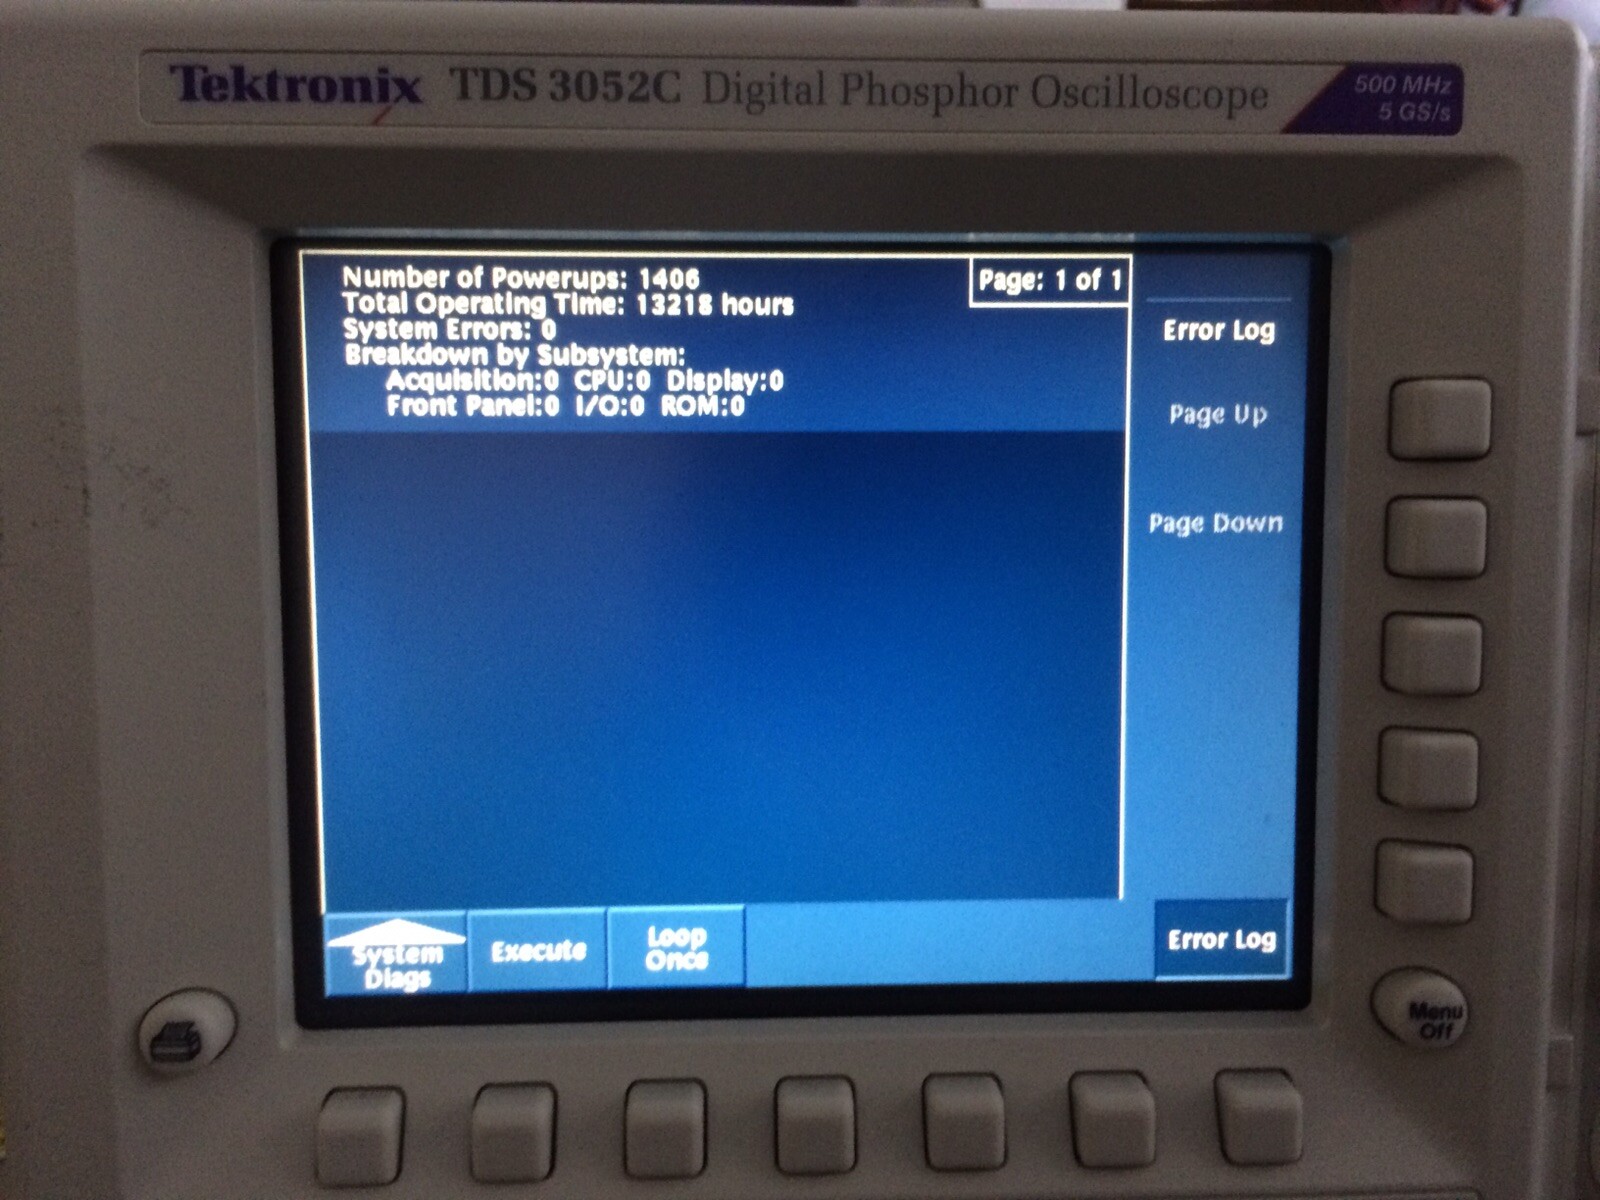 Tektronix TDS 3052C Digital Phosphor Oscilloscope
500 MHz
5 GS/s
Number of Powerups: 1406
Page: 1 of 1
Total Operating Time: 13218 hours
System Errors: 0
Breakdown by Subsystem:
Acquisition:0 CPU:0 Display:0
Front Panel:0 I/O:0 ROM:0
Error Log
Page Up
Page Down
System
Diags
Execute
Loop
Once
Error Log
Menu
Off